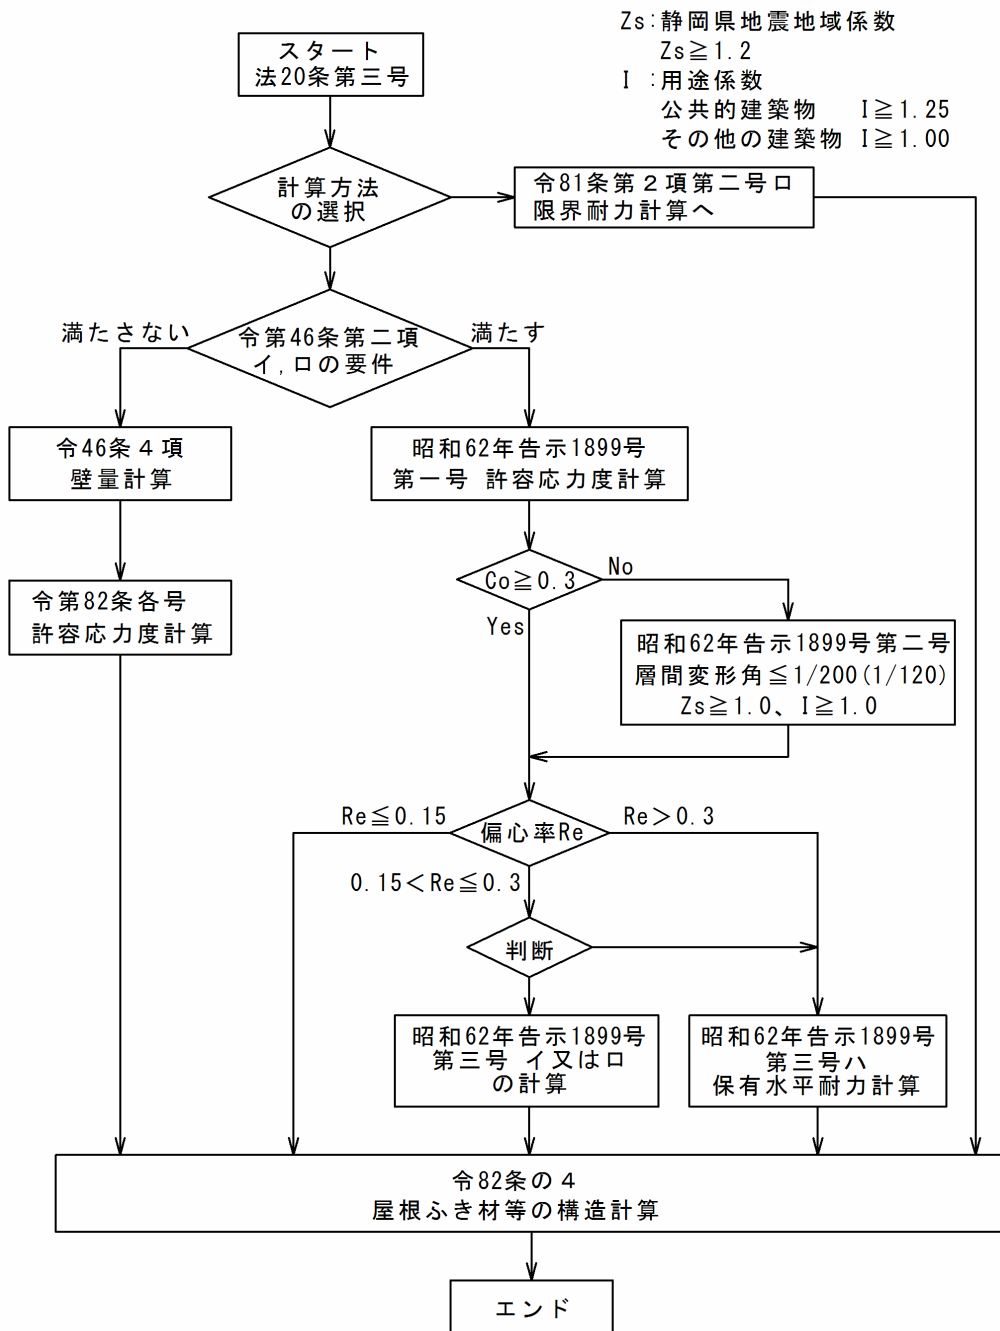 Zs:静岡県地震地域係数
Zs≧1.2
I :用途係数
公共的建築物 I≧1.25
その他の建築物 I≧1.00
スタート
法20条第三号
計算方法
の選択
令81条第２項第二号ロ
限界耐力計算へ
満たさない
令第46条第二項
イ,ロの要件
満たす
令46条４項
壁量計算
昭和62年告示1899号
第一号 許容応力度計算
令第82条各号
許容応力度計算
Co≧0.3
No
Yes
昭和62年告示1899号第二号
層間変形角≦1/200(1/120)
Zs≧1.0、I≧1.0
Re≦0.15
偏心率Re
Re＞0.3
0.15＜Re≦0.3
判断
昭和62年告示1899号
第三号 イ又はロ
の計算
昭和62年告示1899号
第三号ハ
保有水平耐力計算
令82条の４
屋根ふき材等の構造計算
エンド